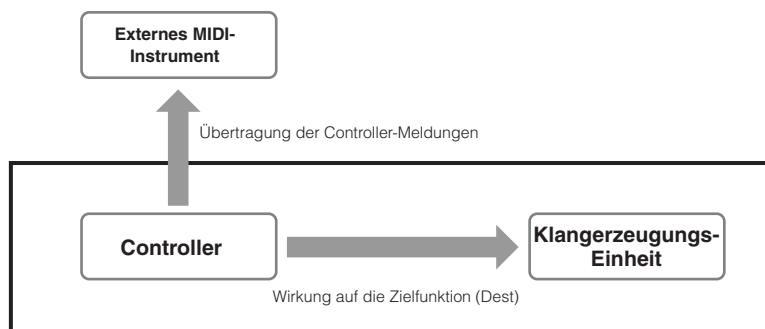 Externes MIDI-
Instrument
Übertragung der Controller-Meldungen
Controller
Klangerzeugungs-
Einheit
Wirkung auf die Zielfunktion (Dest)